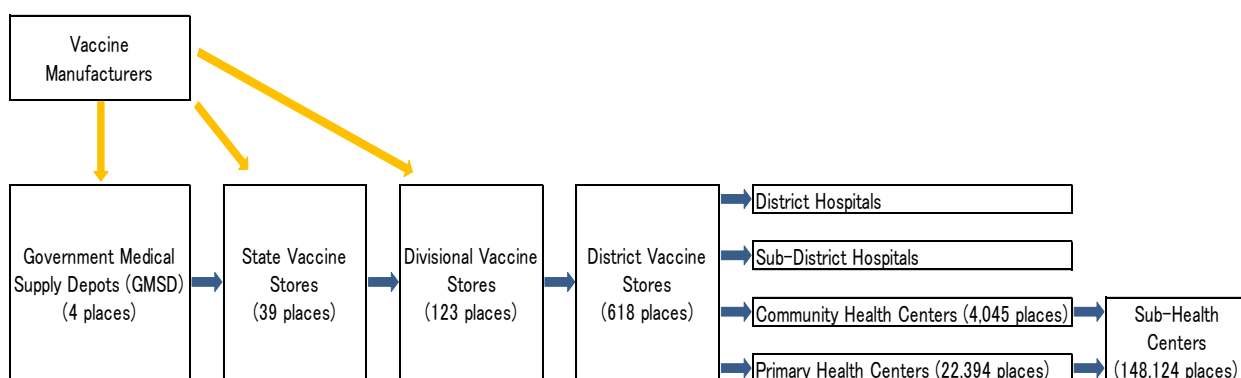 Vaccine
Manufacturers
Government Medical
Supply Depots (GMSD)
(4 places)
State Vaccine
Stores
(39 places)
Divisional Vaccine
Stores
(123 places)
District Vaccine
Stores
(618 places)
District Hospitals
Sub-District Hospitals
Community Health Centers (4,045 places)
Primary Health Centers (22,394 places)
Sub-Health
Centers
(148,124 places)